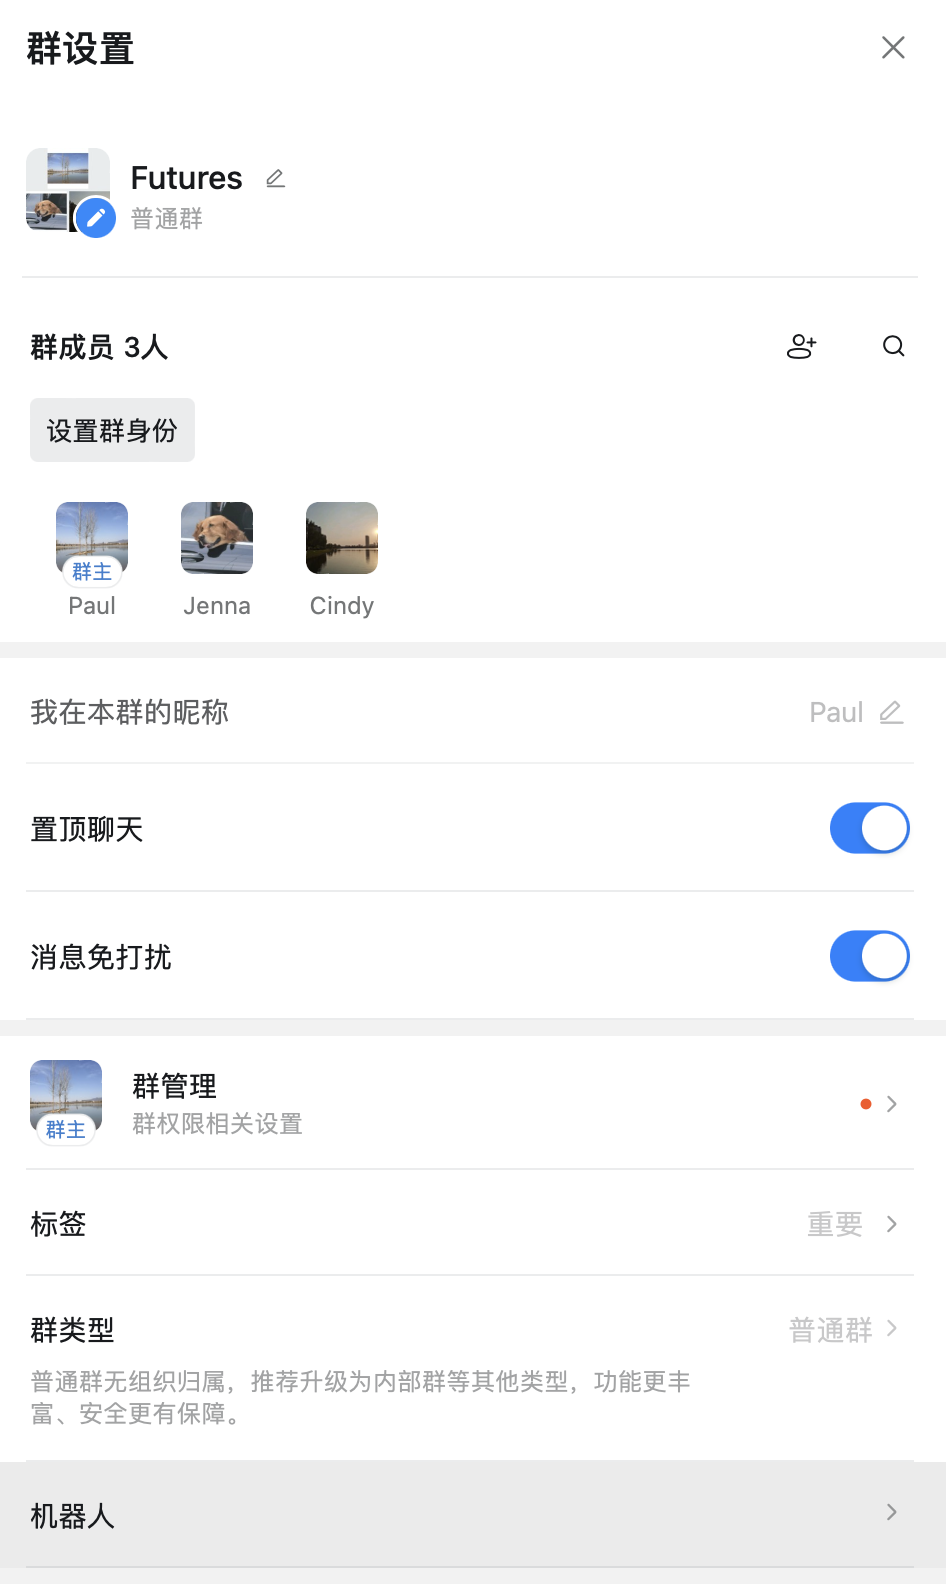 群设置
Futures
普通群
群成员 3人
设置群身份
群主
Paul Jenna Cindy
我在本群的昵称 Paul
置顶聊天
消息免打扰
群管理
群权限相关设置
群主
标签 重要
群类型 普通群
普通群无组织归属，推荐升级为内部群等其他类型，功能更丰
富、安全更有保障。
机器人